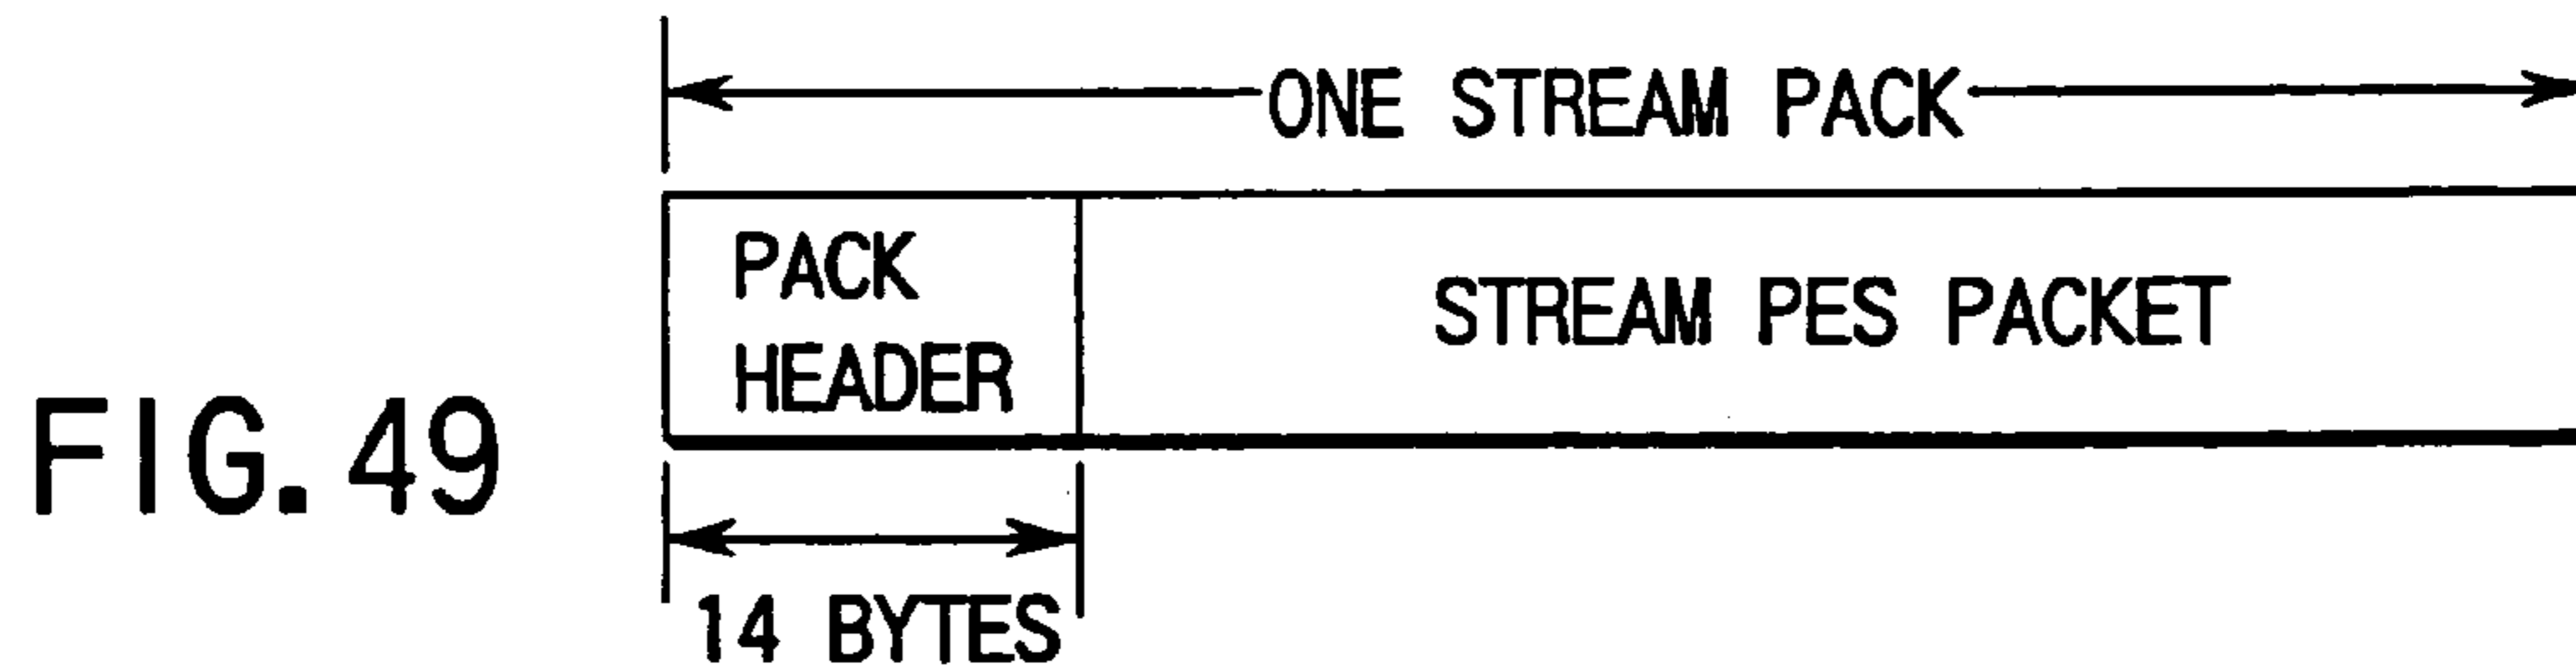 ONE STREAM PACK
PACK
HEADER
STREAM PES PACKET
FIG. 49
14 BYTES